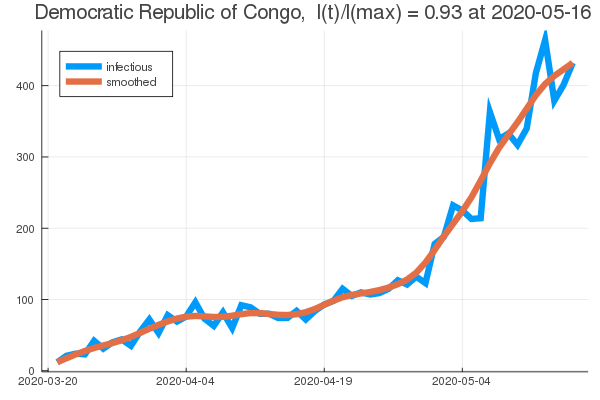 Democratic Republic of Congo,  I(t)/I(max) = 0.93 at 2020-05-16
infectious
smoothed
400
300
200
100
0
2020-03-20 2020-04-04 2020-04-19 2020-05-04